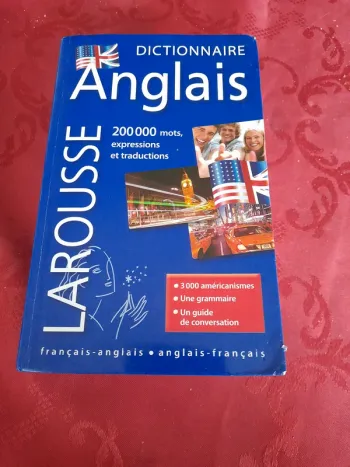 DICTIONNAIRE
Anglais
LAROUSSE
200 000 mots,
expressions
et traductions
• 3 000 américanismes
• Une grammaire
• Un guide
de conversation
français-anglais • anglais-français